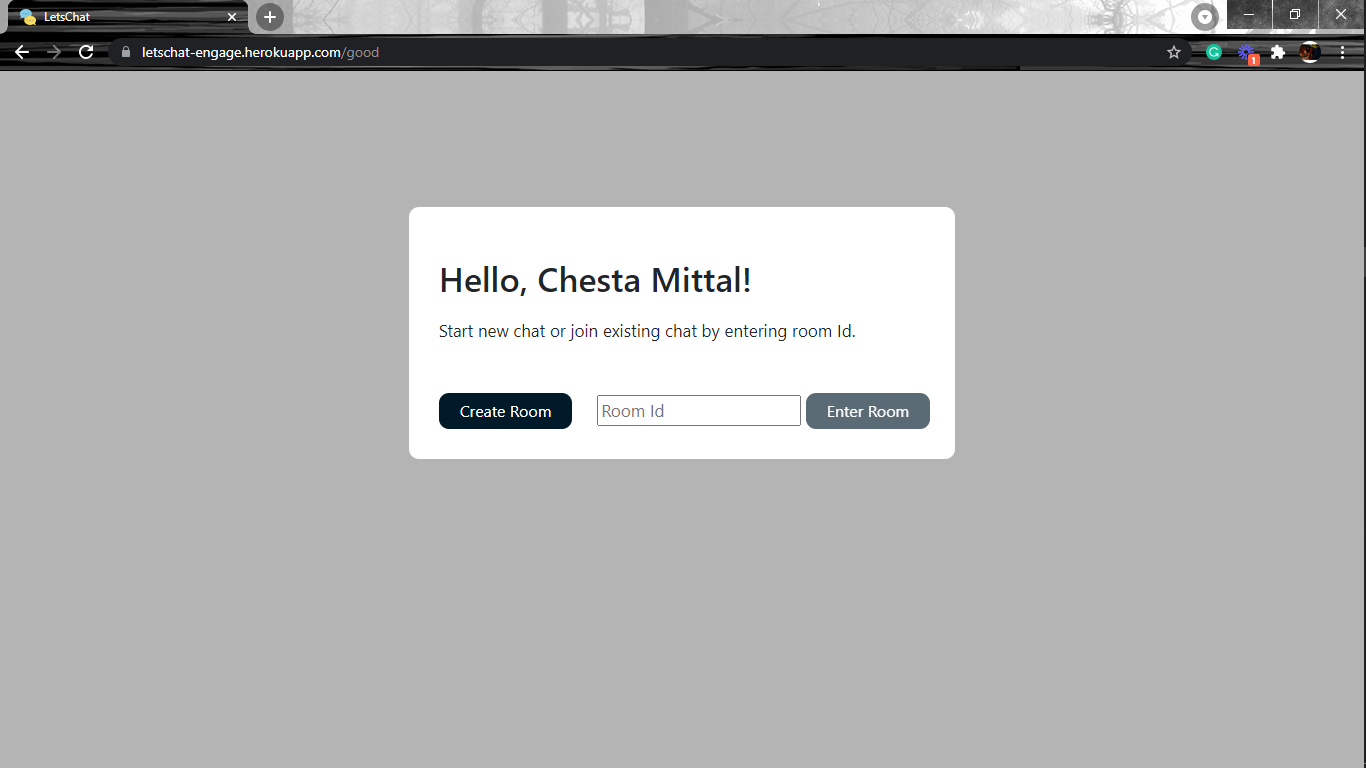 LetsChat
letschat-engage.herokuapp.com/good
1
Hello, Chesta Mittal!
Start new chat or join existing chat by entering room Id.
Create Room Room Id Enter Room